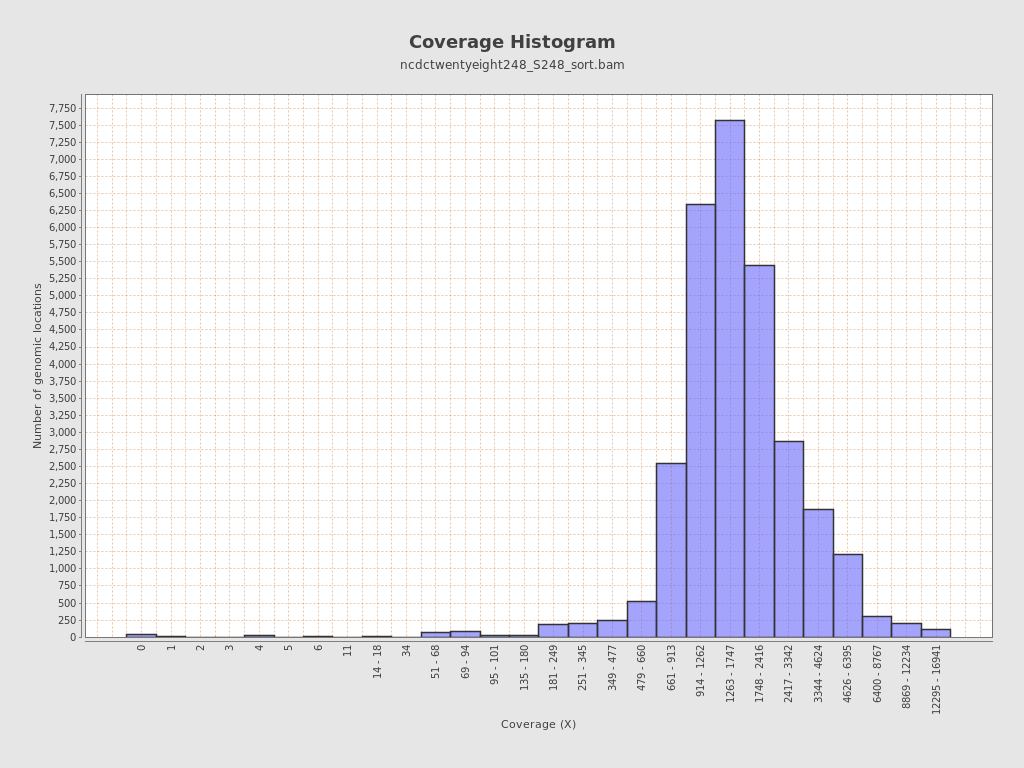 Coverage Histogram
ncdctwentyeight248_S248_sort.bam
Number of genomic locations
7,750
7,500
7,250
7,000
6,750
6,500
6,250
6,000
5,750
5,500
5,250
5,000
4,750
4,500
4,250
4,000
3,750
3,500
3,250
3,000
2,750
2,500
2,250
2,000
1,750
1,500
1,250
1,000
750
500
250
0
0
1
2
3
4
5
6
11
14 - 18
34
51 - 68
69 - 94
95 - 101
135 - 180
181 - 249
251 - 345
349 - 477
479 - 660
661 - 913
914 - 1262
1263 - 1747
1748 - 2416
2417 - 3342
3344 - 4624
4626 - 6395
6400 - 8767
8869 - 12234
12295 - 16941
Coverage (X)